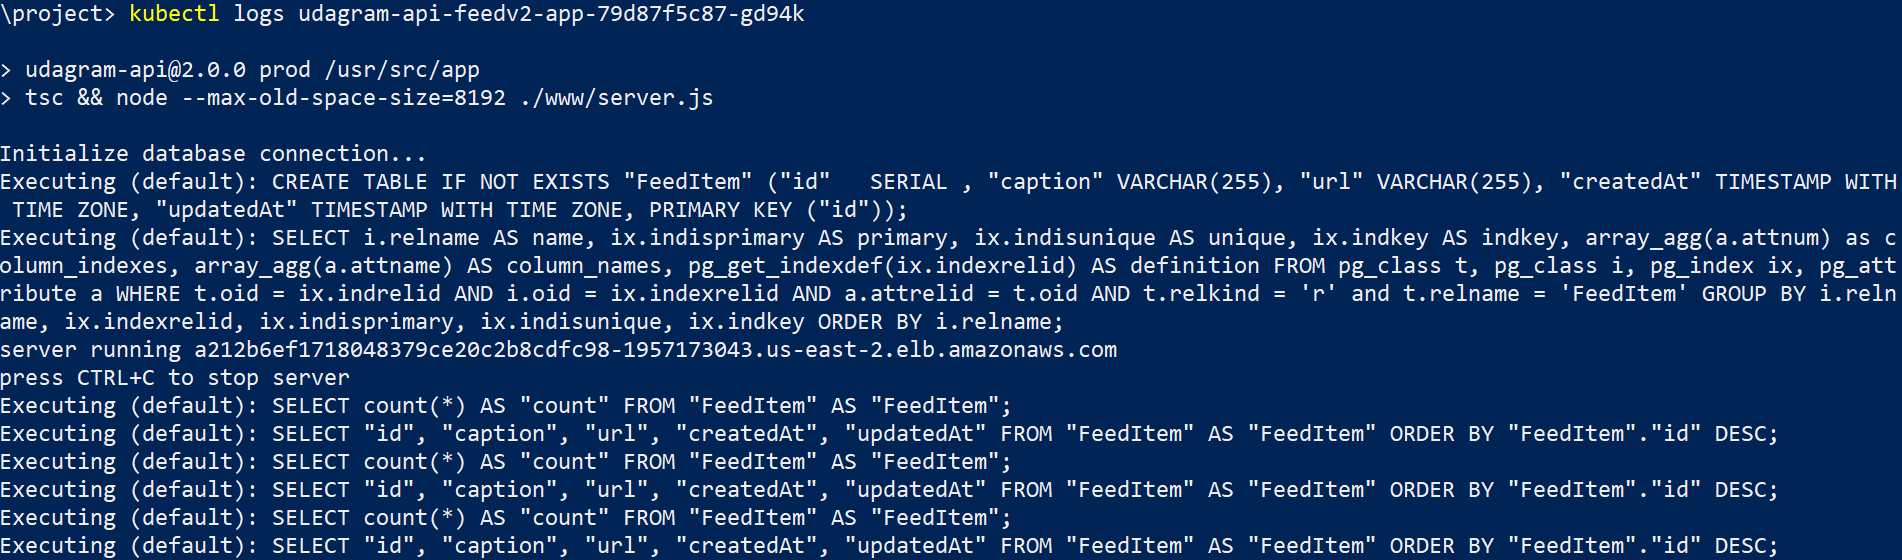 \project> kubectl logs udagram-api-feedv2-app-79d87f5c87-gd94k
> udagram-api@2.0.0 prod /usr/src/app
> tsc && node --max-old-space-size=8192 ./www/server.js
Initialize database connection...
Executing (default): CREATE TABLE IF NOT EXISTS "FeedItem" ("id"   SERIAL , "caption" VARCHAR(255), "url" VARCHAR(255), "createdAt" TIMESTAMP WITH
 TIME ZONE, "updatedAt" TIMESTAMP WITH TIME ZONE, PRIMARY KEY ("id"));
Executing (default): SELECT i.relname AS name, ix.indisprimary AS primary, ix.indisunique AS unique, ix.indkey AS indkey, array_agg(a.attnum) as c
olumn_indexes, array_agg(a.attname) AS column_names, pg_get_indexdef(ix.indexrelid) AS definition FROM pg_class t, pg_class i, pg_index ix, pg_att
ribute a WHERE t.oid = ix.indrelid AND i.oid = ix.indexrelid AND a.attrelid = t.oid AND t.relkind = 'r' and t.relname = 'FeedItem' GROUP BY i.reln
ame, ix.indexrelid, ix.indisprimary, ix.indisunique, ix.indkey ORDER BY i.relname;
server running a212b6ef1718048379ce20c2b8cdfc98-1957173043.us-east-2.elb.amazonaws.com
press CTRL+C to stop server
Executing (default): SELECT count(*) AS "count" FROM "FeedItem" AS "FeedItem";
Executing (default): SELECT "id", "caption", "url", "createdAt", "updatedAt" FROM "FeedItem" AS "FeedItem" ORDER BY "FeedItem"."id" DESC;
Executing (default): SELECT count(*) AS "count" FROM "FeedItem" AS "FeedItem";
Executing (default): SELECT "id", "caption", "url", "createdAt", "updatedAt" FROM "FeedItem" AS "FeedItem" ORDER BY "FeedItem"."id" DESC;
Executing (default): SELECT count(*) AS "count" FROM "FeedItem" AS "FeedItem";
Executing (default): SELECT "id", "caption", "url", "createdAt", "updatedAt" FROM "FeedItem" AS "FeedItem" ORDER BY "FeedItem"."id" DESC;